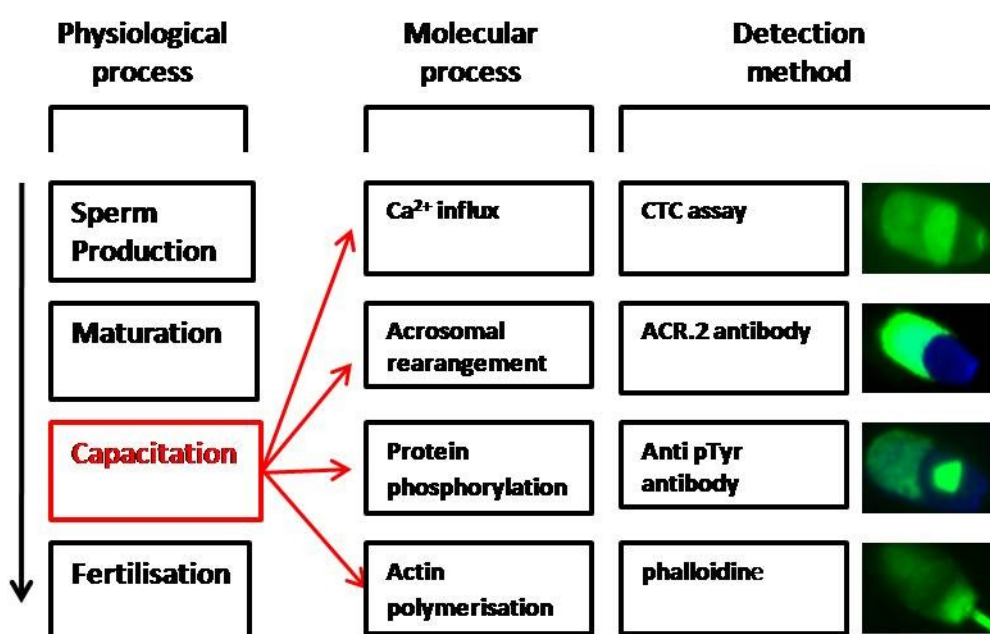 Physiological
process
Molecular
process
Detection
method
Sperm
Production
Ca²⁺ influx
CTC assay
Maturation
Acrosomal
rearangement
ACR.2 antibody
Capacitation
Protein
phosphorylation
Anti pTyr
antibody
Fertilisation
Actin
polymerisation
phalloidine